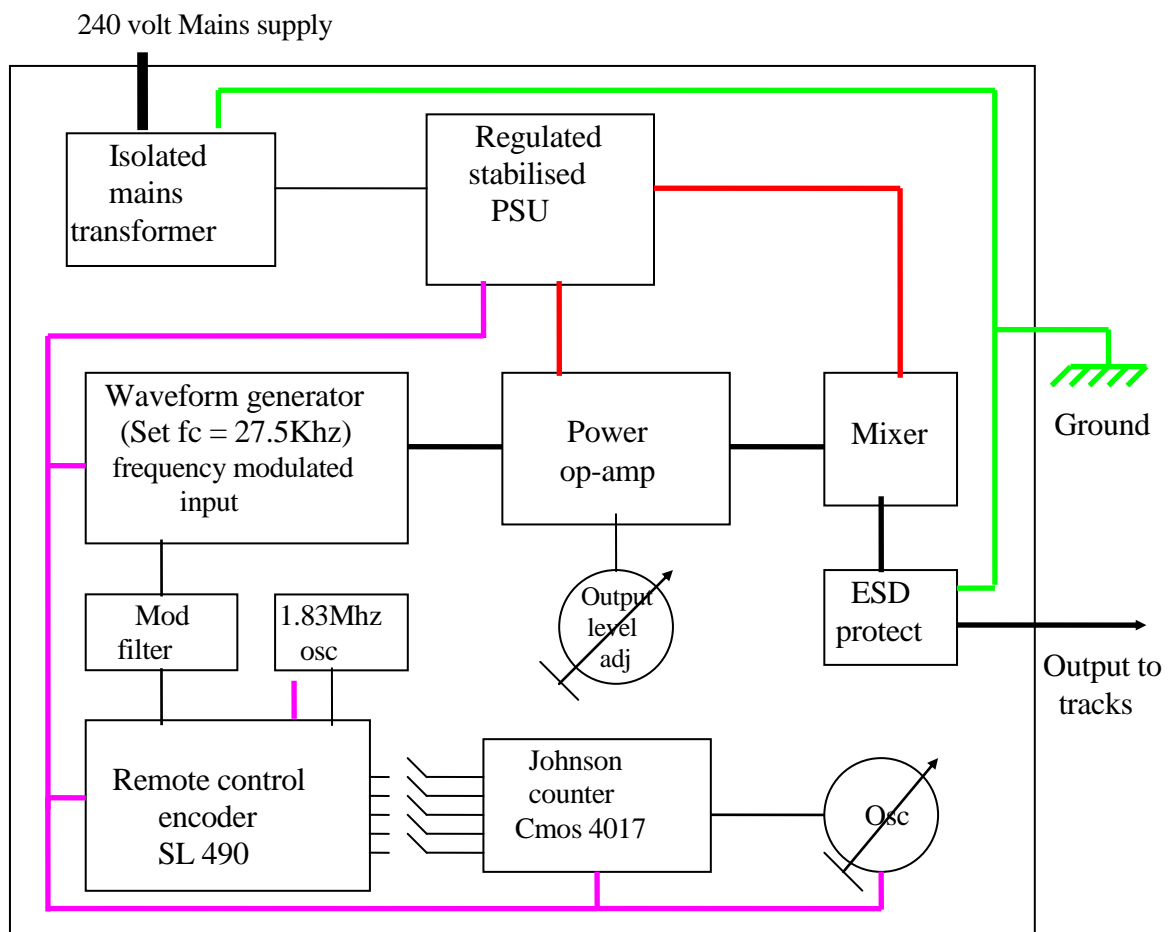 240 volt Mains supply
Isolated
mains
transformer
Regulated
stabilised
PSU
Waveform generator
(Set fc = 27.5Khz)
frequency modulated
input
Power
op-amp
Mixer
Ground
Mod
filter
1.83Mhz
osc
Output
level
adj
ESD
protect
Output to
tracks
Remote control
encoder
SL 490
Johnson
counter
Cmos 4017
Osc